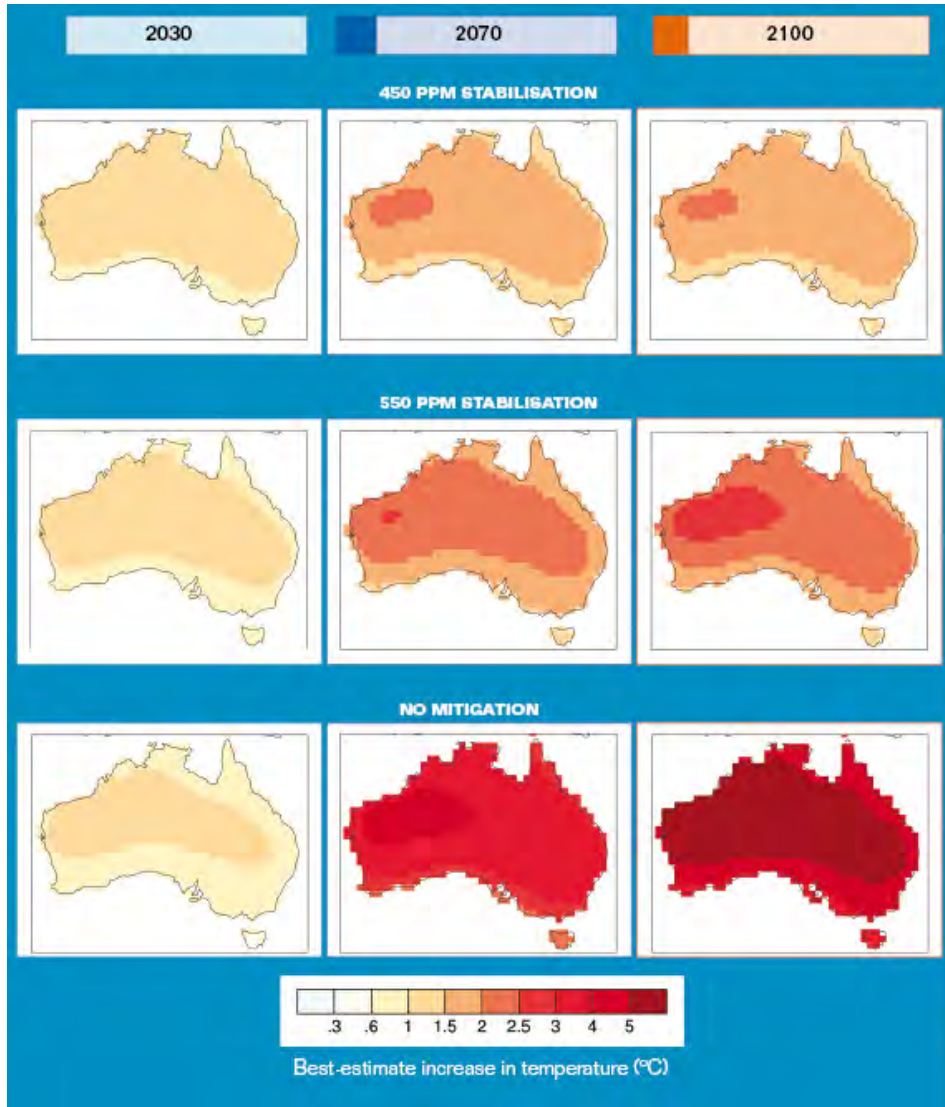 2030 2070 2100
450 PPM STABILISATION
550 PPM STABILISATION
NO MITIGATION
.3 .6 1 1.5 2 2.5 3 4 5
Best-estimate increase in temperature (ºC)